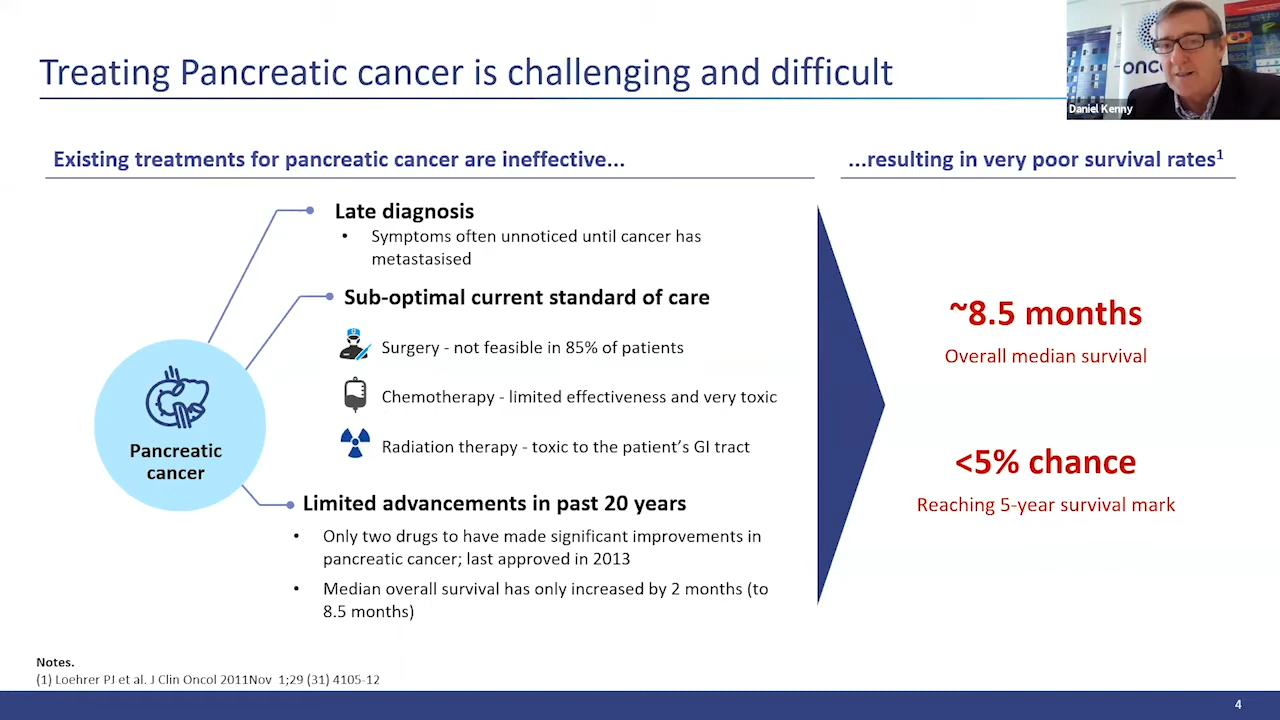 Treating Pancreatic cancer is challenging and difficult
onc
Daniel Kenny
Existing treatments for pancreatic cancer are ineffective...
...resulting in very poor survival rates1
Late diagnosis
• Symptoms often unnoticed until cancer has
metastasised
Sub-optimal current standard of care
Surgery - not feasible in 85% of patients
Chemotherapy - limited effectiveness and very toxic
Radiation therapy - toxic to the patient's GI tract
Pancreatic
cancer
Limited advancements in past 20 years
• Only two drugs to have made significant improvements in
pancreatic cancer; last approved in 2013
• Median overall survival has only increased by 2 months (to
8.5 months)
~8.5 months
Overall median survival
<5% chance
Reaching 5-year survival mark
Notes.
(1) Loehrer PJ et al. J Clin Oncol 2011Nov 1;29 (31) 4105-12
4